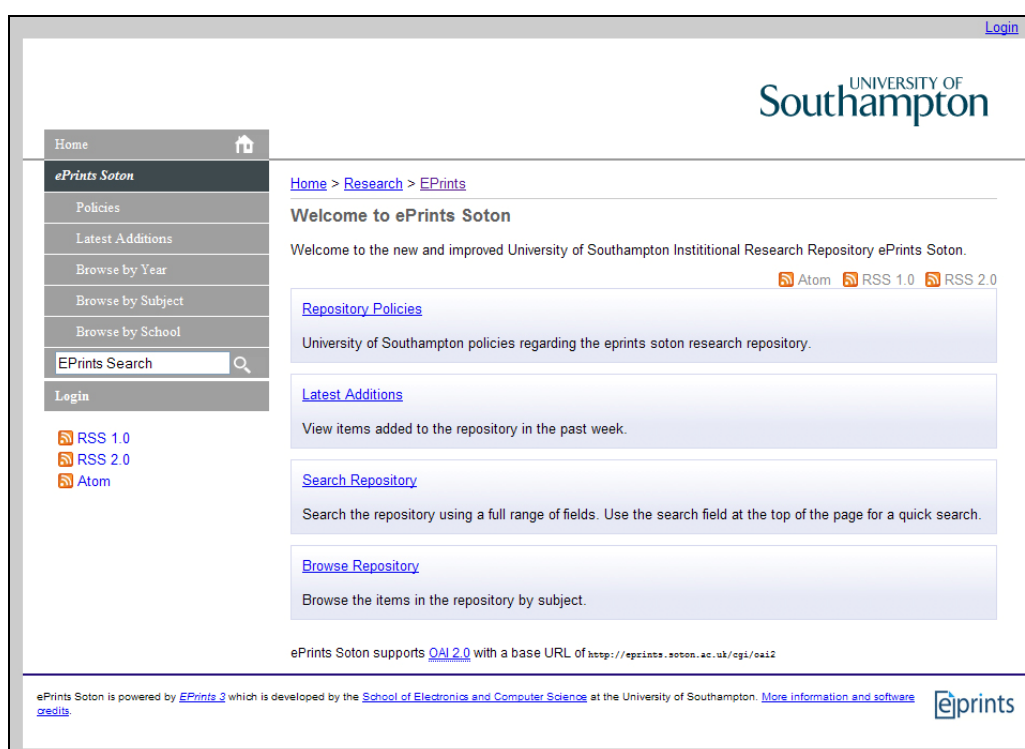 Login
UNIVERSITY OF
Southampton
Home
ePrints Soton
Policies
Latest Additions
Browse by Year
Browse by Subject
Browse by School
EPrints Search
Login
RSS 1.0
RSS 2.0
Atom
Home > Research > EPrints
Welcome to ePrints Soton
Welcome to the new and improved University of Southampton Instititional Research Repository ePrints Soton.
Atom RSS 1.0 RSS 2.0
Repository Policies
University of Southampton policies regarding the eprints soton research repository.
Latest Additions
View items added to the repository in the past week.
Search Repository
Search the repository using a full range of fields. Use the search field at the top of the page for a quick search.
Browse Repository
Browse the items in the repository by subject.
ePrints Soton supports OAI 2.0 with a base URL of http://eprints.soton.ac.uk/cgi/oai2
ePrints Soton is powered by EPrints 3 which is developed by the School of Electronics and Computer Science at the University of Southampton. More information and software
credits.
eprints